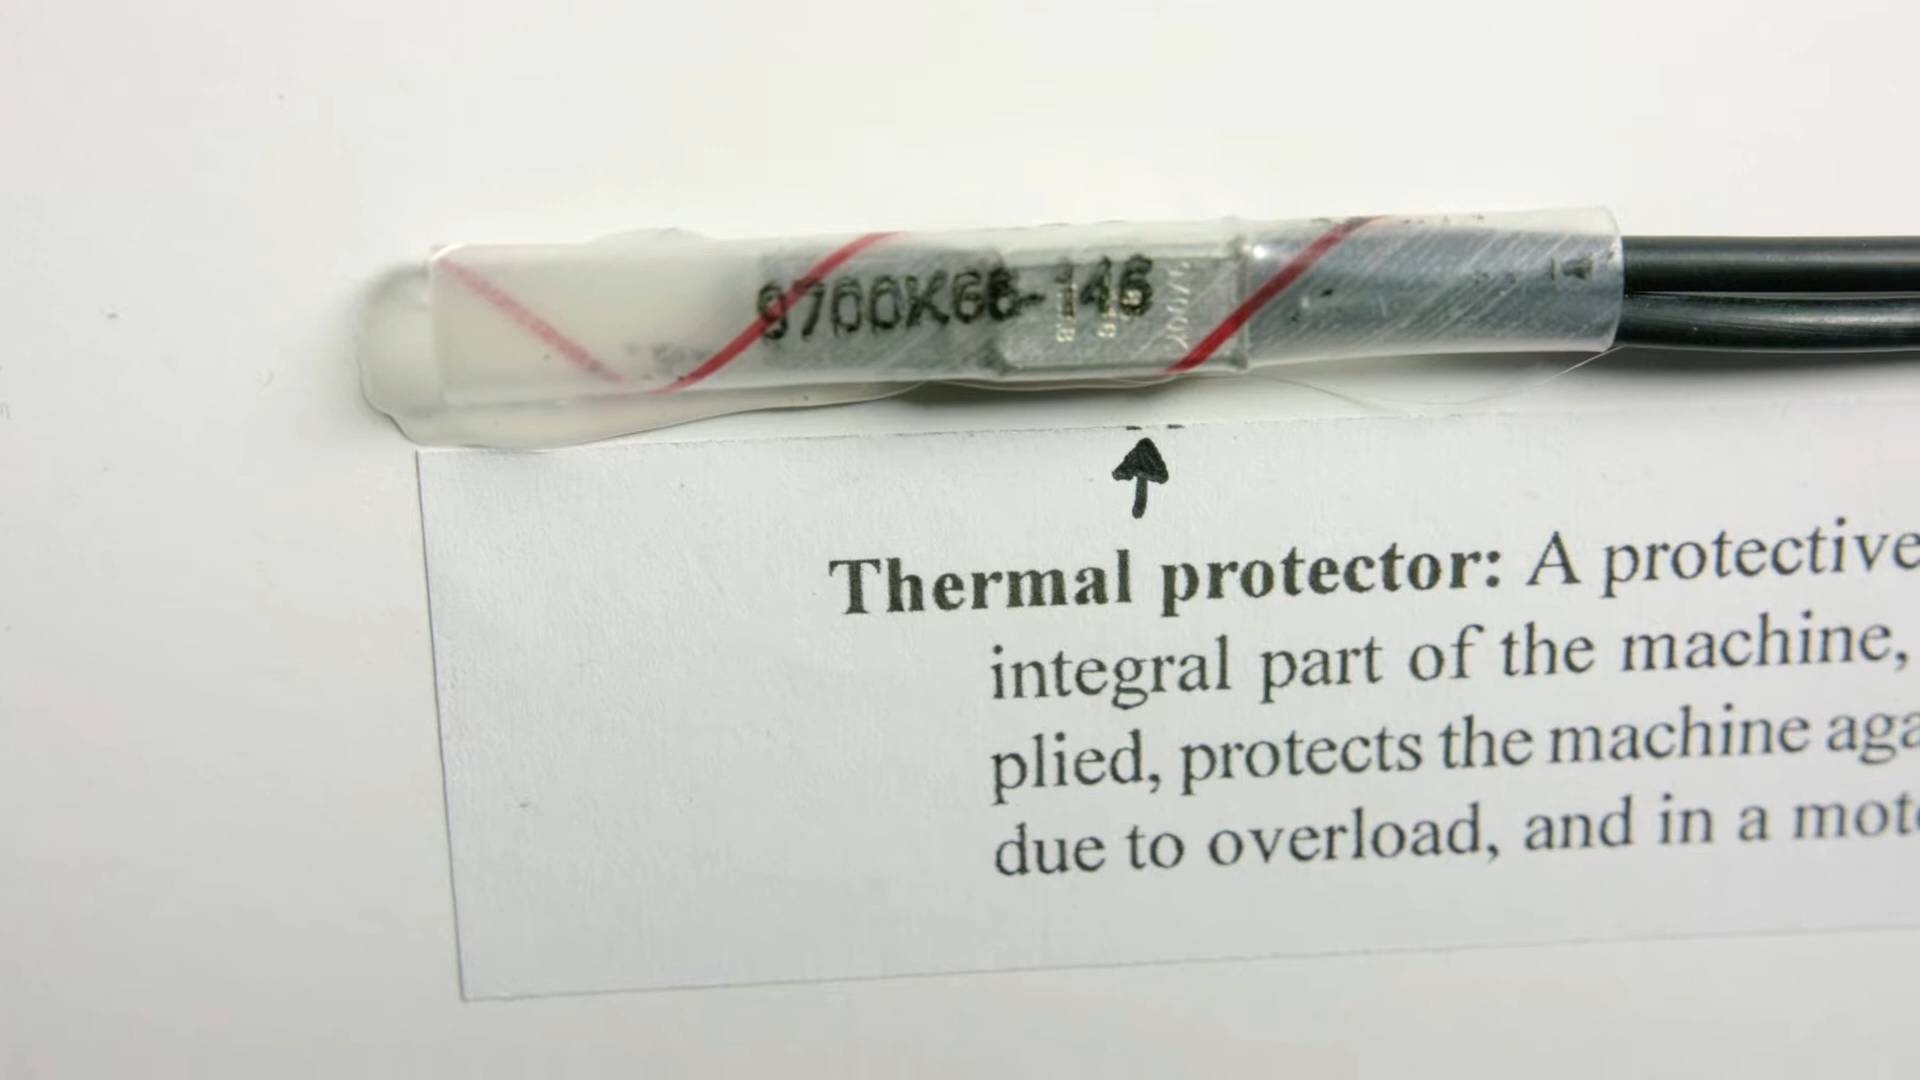 9700K66-146
Thermal protector: A protective
integral part of the machine,
plied, protects the machine aga
due to overload, and in a mot